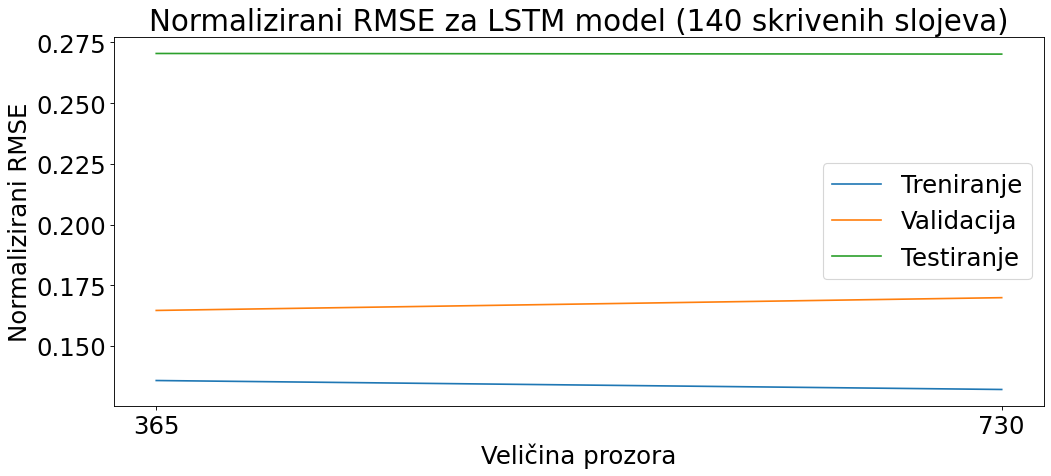 Normalizirani RMSE za LSTM model (140 skrivenih slojeva)
0.275
0.250
0.225
0.200
0.175
0.150
Normalizirani RMSE
Treniranje
Validacija
Testiranje
365
730
Veličina prozora